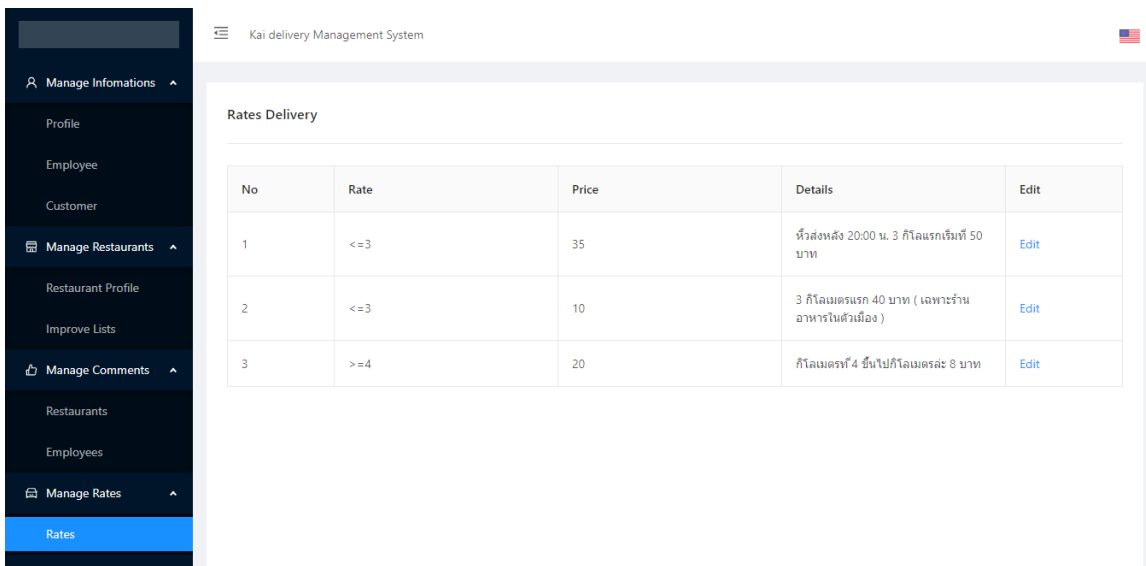 Kai delivery Management System
Manage Infomations
Profile
Employee
Customer
Manage Restaurants
Restaurant Profile
Improve Lists
Manage Comments
Restaurants
Employees
Manage Rates
Rates
Rates Delivery
No Rate Price Details Edit
1 <=3 35 หิ้วส่งหลัง 20:00 น. 3 กิโลแรกเริ่มที่ 50
บาท Edit
2 <=3 10 3 กิโลเมตรแรก 40 บาท ( เฉพาะร้าน
อาหารในตัวเมือง ) Edit
3 >=4 20 กิโลเมตรที่ 4 ขึ้นไปกิโลเมตรล่ะ 8 บาท Edit